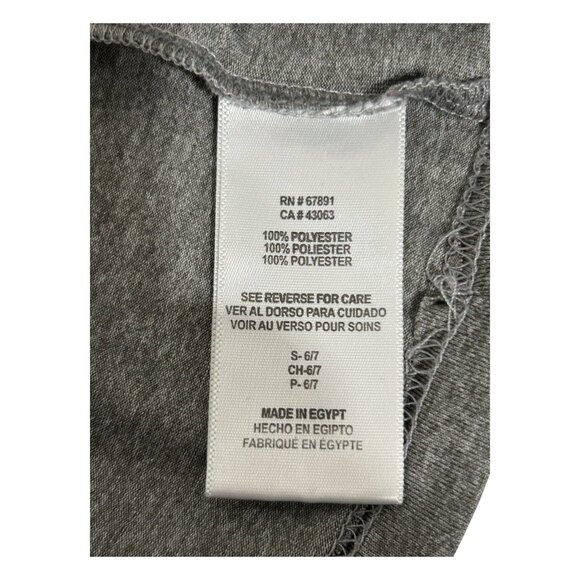 RN # 67891
CA # 43063
100% POLYESTER
100% POLIESTER
100% POLYESTER
SEE REVERSE FOR CARE
VER AL DORSO PARA CUIDADO
VOIR AU VERSO POUR SOINS
S- 6/7
CH-6/7
P- 6/7
MADE IN EGYPT
HECHO EN EGIPTO
FABRIQUÉ EN ÉGYPTE